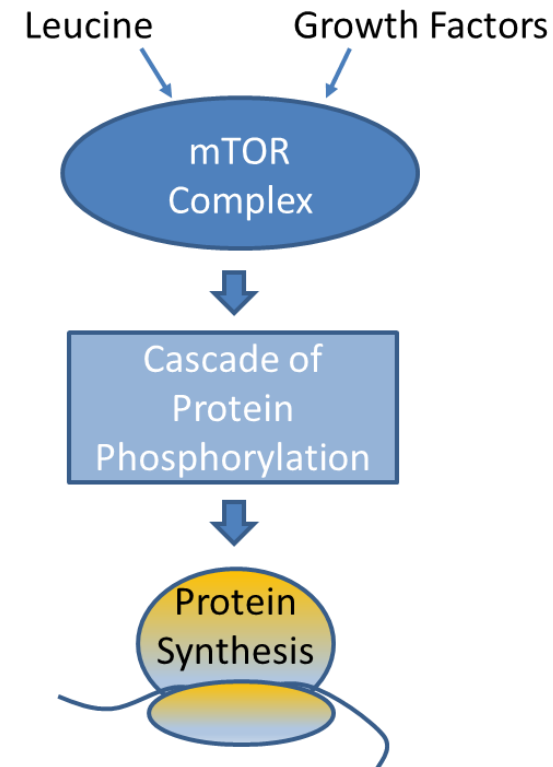 Leucine
Growth Factors
mTOR
Complex
Cascade of
Protein
Phosphorylation
Protein
Synthesis